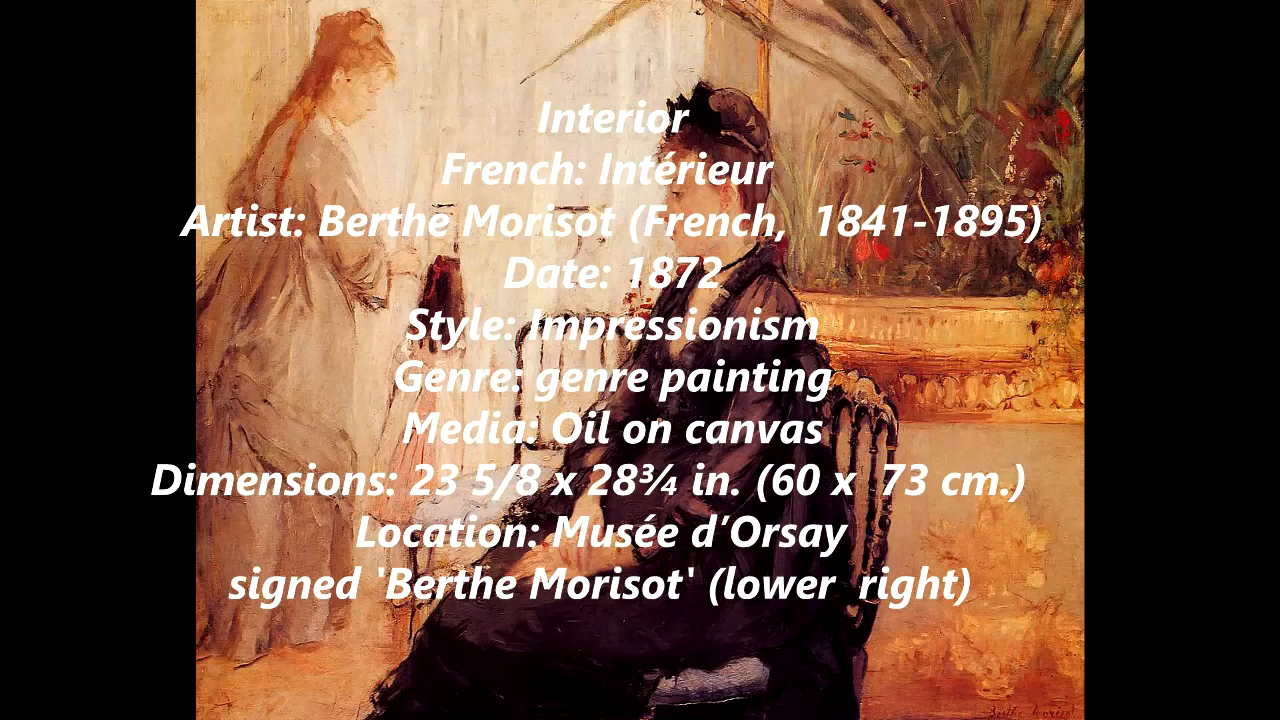 Interior
French: Intérieur
Artist: Berthe Morisot (French,  1841-1895)
Date: 1872
Style: Impressionism
Genre: genre painting
Media: Oil on canvas
Dimensions: 23 5/8 x 28¾ in. (60 x  73 cm.)
Location: Musée d’Orsay
signed 'Berthe Morisot' (lower  right)
Berthe Morisot